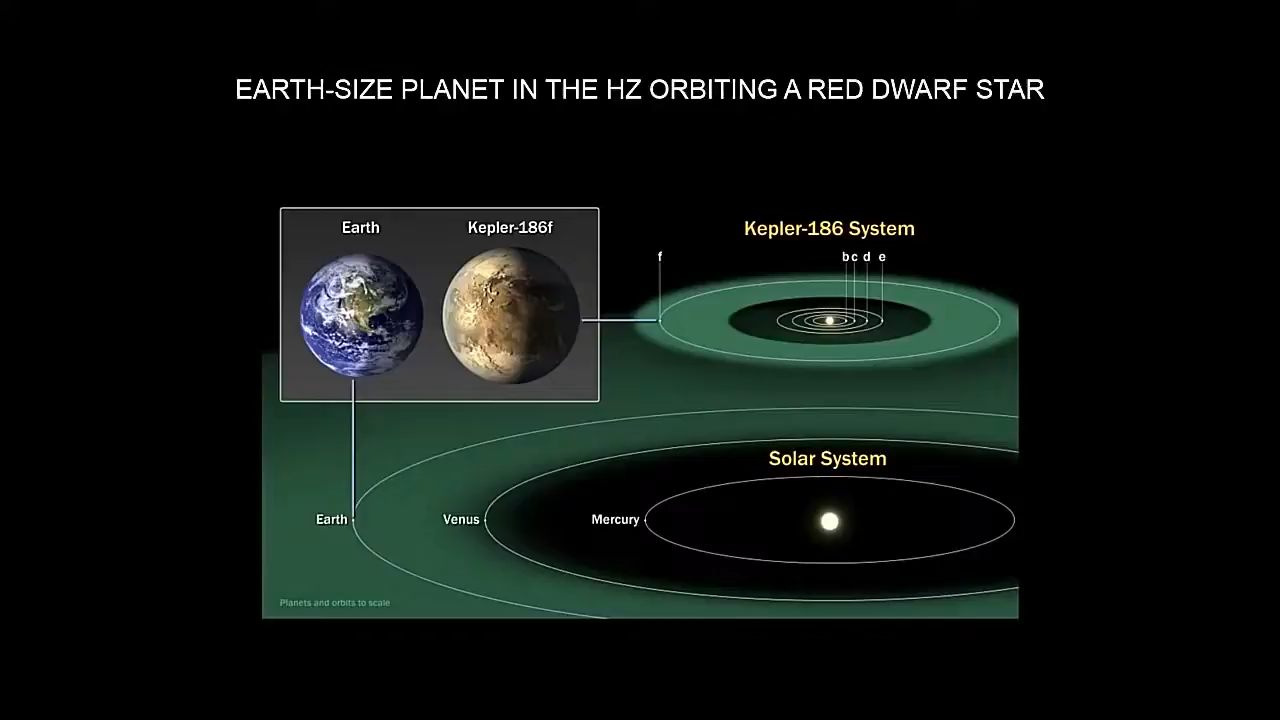 EARTH-SIZE PLANET IN THE HZ ORBITING A RED DWARF STAR
Earth
Kepler-186f
Kepler-186 System
f
b c d e
Solar System
Earth
Venus
Mercury
Planets and orbits to scale